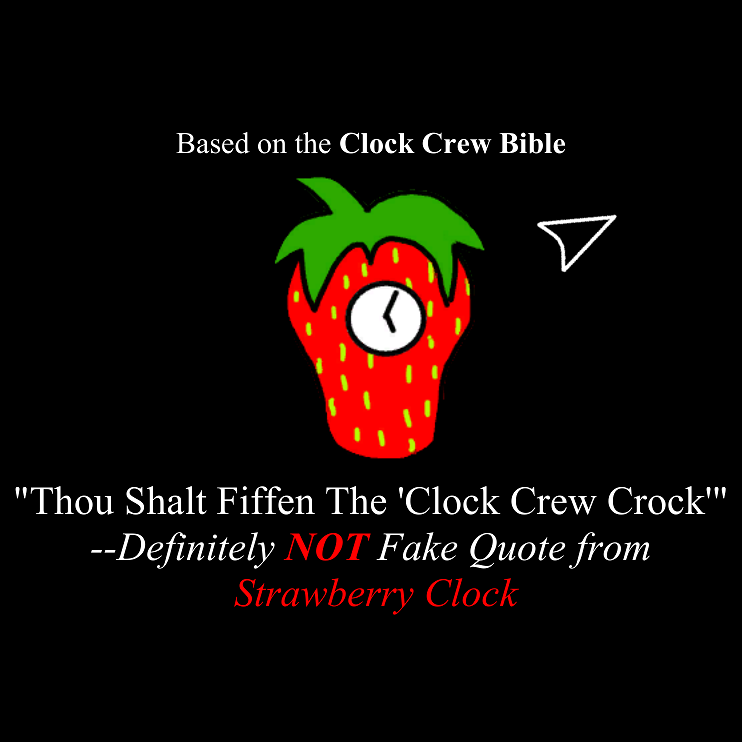 Based on the Clock Crew Bible
"Thou Shalt Fiffen The 'Clock Crew Crock'"
--Definitely NOT Fake Quote from
Strawberry Clock